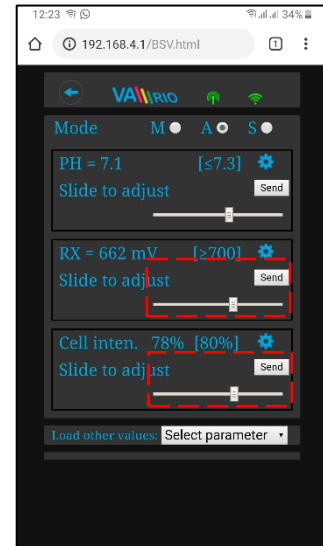 12:23 34%
192.168.4.1/BSV.html 1
VA\\\RIO
Mode M A S
PH = 7.1 [≤7.3]
Slide to adjust Send
RX = 662 mV [≥700]
Slide to adjust Send
Cell inten. 78% [80%]
Slide to adjust Send
Load other values: Select parameter